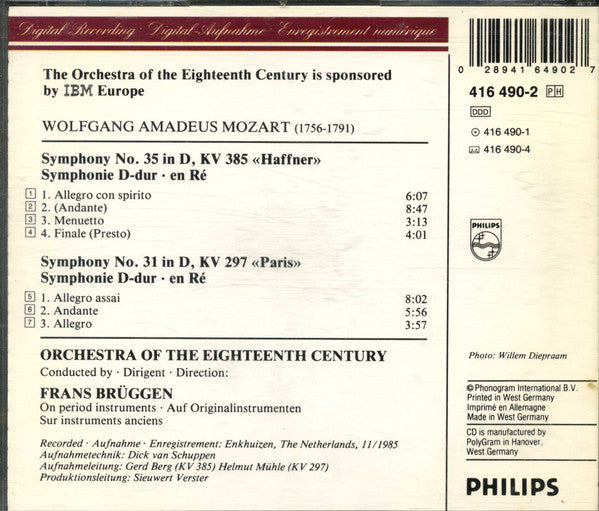 Digital Recording · Digital-Aufnahme · Enregistrement numérique
The Orchestra of the Eighteenth Century is sponsored
by IBM Europe
WOLFGANG AMADEUS MOZART (1756-1791)
Symphony No. 35 in D, KV 385 «Haffner»
Symphonie D-dur · en Ré
1 1. Allegro con spirito 6:07
2 2. (Andante) 8:47
3 3. Menuetto 3:13
4 4. Finale (Presto) 4:01
Symphony No. 31 in D, KV 297 «Paris»
Symphonie D-dur · en Ré
5 1. Allegro assai 8:02
6 2. Andante 5:56
7 3. Allegro 3:57
ORCHESTRA OF THE EIGHTEENTH CENTURY
Conducted by · Dirigent · Direction:
FRANS BRÜGGEN
On period instruments · Auf Originalinstrumenten
Sur instruments anciens
Recorded · Aufnahme · Enregistrement: Enkhuizen, The Netherlands, 11/1985
Aufnahmetechnik: Dick van Schuppen
Aufnahmeleitung: Gerd Berg (KV 385) Helmut Mühle (KV 297)
Produktionsleitung: Sieuwert Verster
0 28941 64902 7
416 490-2 PH
DDD
416 490-1
416 490-4
PHILIPS
Photo: Willem Diepraam
℗Phonogram International B.V.
Printed in West Germany
Imprimé en Allemagne
Made in West Germany
CD is manufactured by
PolyGram in Hanover,
West Germany
PHILIPS